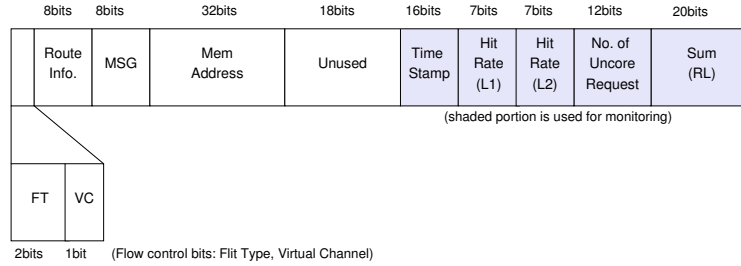 8bits 8bits 32bits 18bits 16bits 7bits 7bits 12bits 20bits
Route Info.
MSG
Mem Address
Unused
Time Stamp
Hit Rate (L1)
Hit Rate (L2)
No. of Uncore Request
Sum (RL)
(shaded portion is used for monitoring)
FT VC
2bits 1bit (Flow control bits: Flit Type, Virtual Channel)